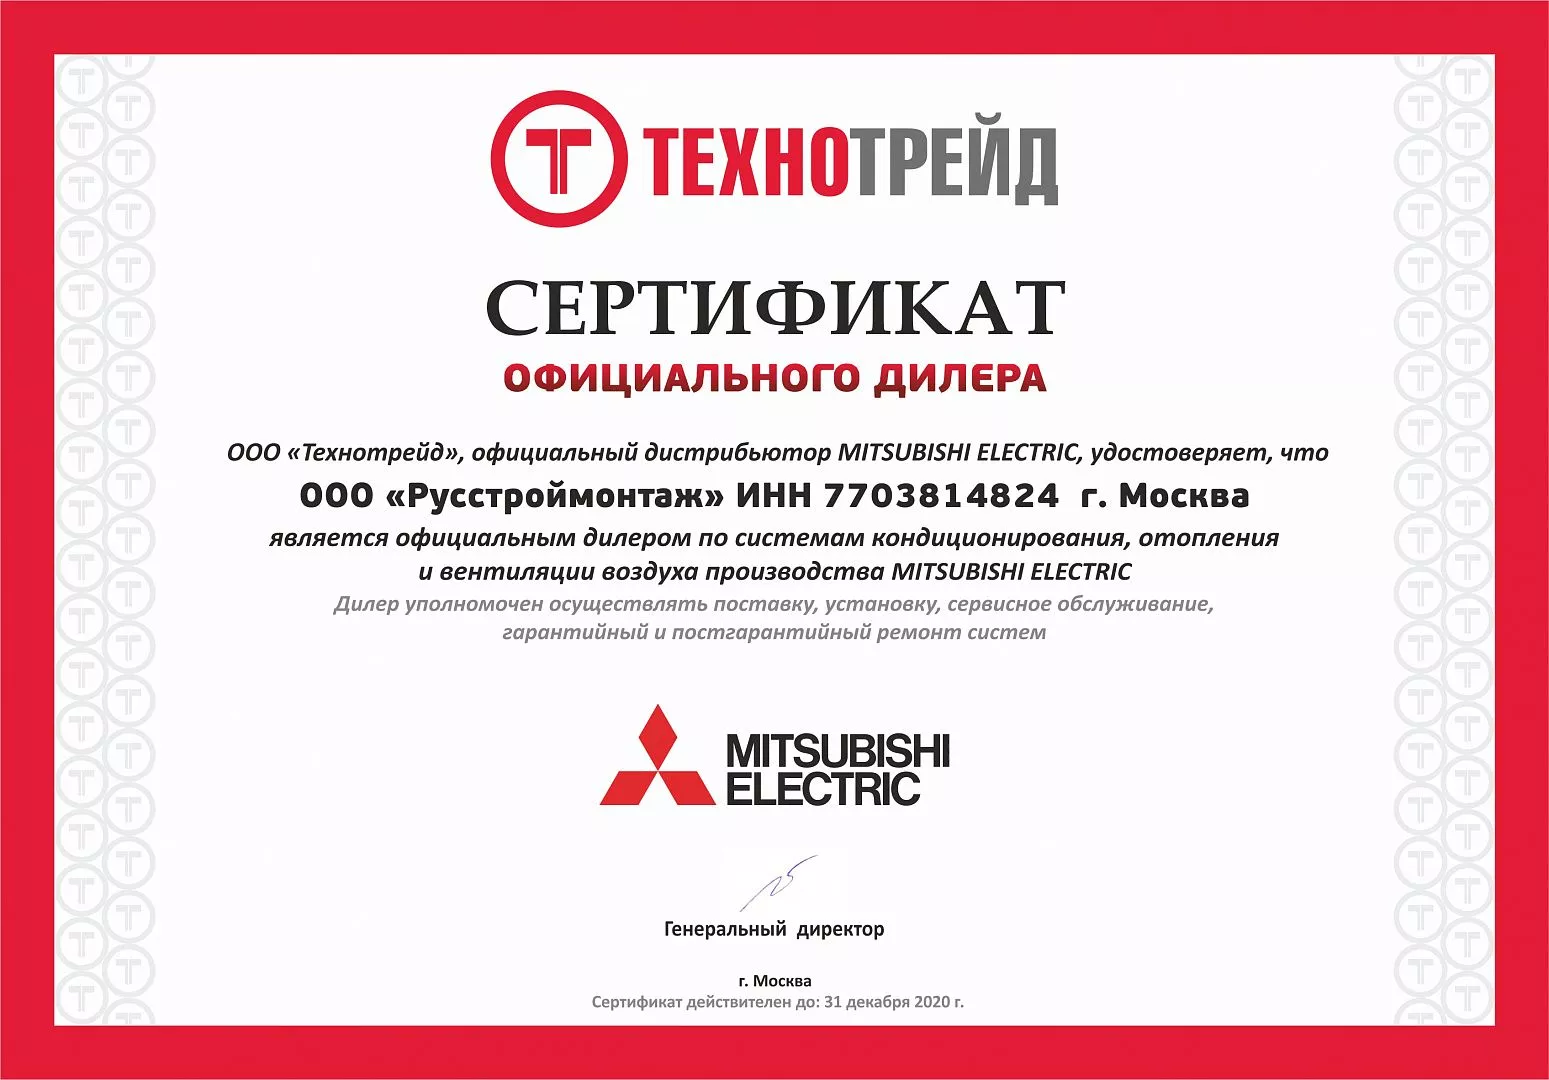 ТЕХНОТРЕЙД
СЕРТИФИКАТ
ОФИЦИАЛЬНОГО ДИЛЕРА
ООО «Технотрейд», официальный дистрибьютор MITSUBISHI ELECTRIC, удостоверяет, что
ООО «Русстроймонтаж» ИНН 7703814824 г. Москва
является официальным дилером по системам кондиционирования, отопления
и вентиляции воздуха производства MITSUBISHI ELECTRIC
Дилер уполномочен осуществлять поставку, установку, сервисное обслуживание,
гарантийный и постгарантийный ремонт систем
MITSUBISHI
ELECTRIC
Генеральный директор
г. Москва
Сертификат действителен до: 31 декабря 2020 г.